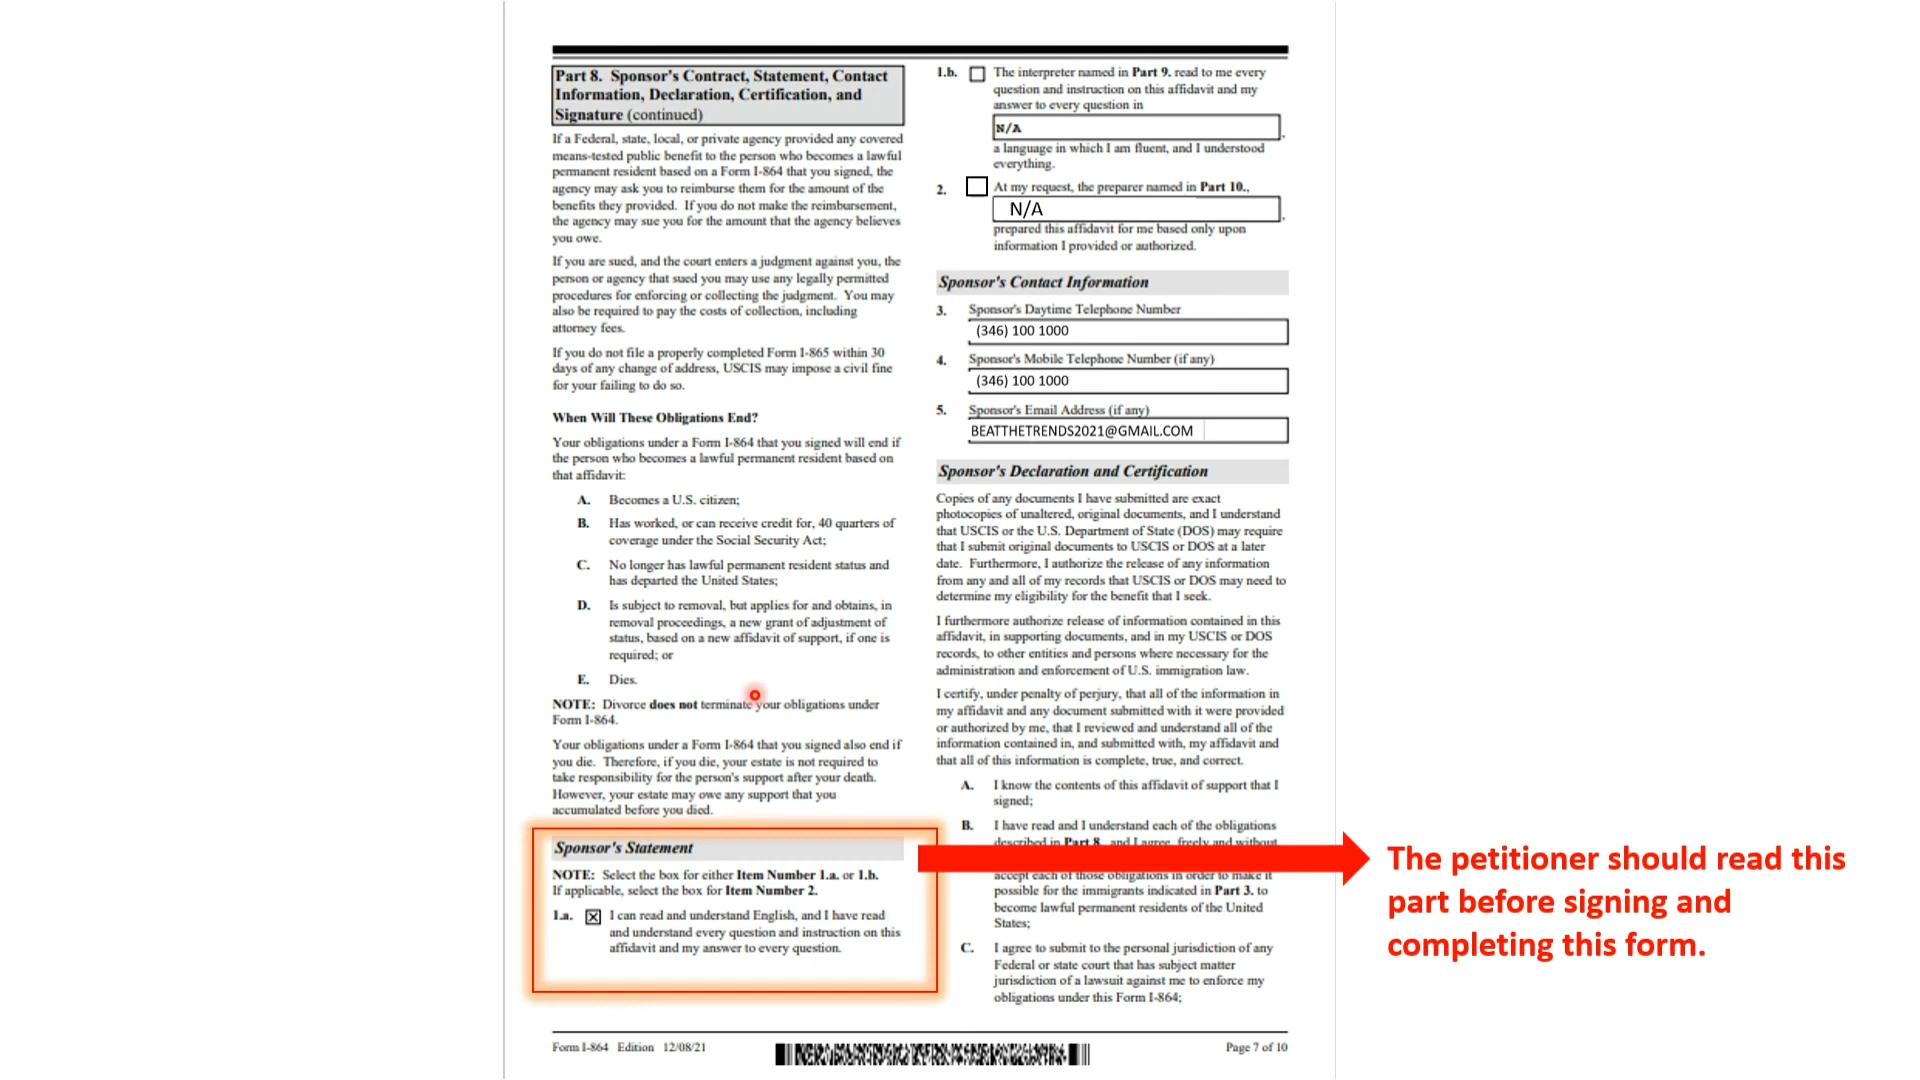 Part 8. Sponsor's Contract, Statement, Contact
Information, Declaration, Certification, and
Signature (continued)
If a Federal, state, local, or private agency provided any covered
means-tested public benefit to the person who becomes a lawful
permanent resident based on a Form I-864 that you signed, the
agency may ask you to reimburse them for the amount of the
benefits they provided. If you do not make the reimbursement,
the agency may sue you for the amount that the agency believes
you owe.
If you are sued, and the court enters a judgment against you, the
person or agency that sued you may use any legally permitted
procedures for enforcing or collecting the judgment. You may
also be required to pay the costs of collection, including
attorney fees.
If you do not file a properly completed Form I-865 within 30
days of any change of address, USCIS may impose a civil fine
for your failing to do so.
When Will These Obligations End?
Your obligations under a Form I-864 that you signed will end if
the person who becomes a lawful permanent resident based on
that affidavit:
A. Becomes a U.S. citizen;
B. Has worked, or can receive credit for, 40 quarters of
coverage under the Social Security Act;
C. No longer has lawful permanent resident status and
has departed the United States;
D. Is subject to removal, but applies for and obtains, in
removal proceedings, a new grant of adjustment of
status, based on a new affidavit of support, if one is
required; or
E. Dies.
NOTE: Divorce does not terminate your obligations under
Form I-864.
Your obligations under a Form I-864 that you signed also end if
you die. Therefore, if you die, your estate is not required to
take responsibility for the person's support after your death.
However, your estate may owe any support that you
accumulated before you died.
Sponsor's Statement
NOTE: Select the box for either Item Number 1.a. or 1.b.
If applicable, select the box for Item Number 2.
1.a. I can read and understand English, and I have read
and understand every question and instruction on this
affidavit and my answer to every question.
1.b. The interpreter named in Part 9. read to me every
question and instruction on this affidavit and my
answer to every question in
N/A
,
a language in which I am fluent, and I understood
everything.
2. At my request, the preparer named in Part 10.,
N/A
,
prepared this affidavit for me based only upon
information I provided or authorized.
Sponsor's Contact Information
3. Sponsor's Daytime Telephone Number
(346) 100 1000
4. Sponsor's Mobile Telephone Number (if any)
(346) 100 1000
5. Sponsor's Email Address (if any)
BEATTHETRENDS2021@GMAIL.COM
Sponsor's Declaration and Certification
Copies of any documents I have submitted are exact
photocopies of unaltered, original documents, and I understand
that USCIS or the U.S. Department of State (DOS) may require
that I submit original documents to USCIS or DOS at a later
date. Furthermore, I authorize the release of any information
from any and all of my records that USCIS or DOS may need to
determine my eligibility for the benefit that I seek.
I furthermore authorize release of information contained in this
affidavit, in supporting documents, and in my USCIS or DOS
records, to other entities and persons where necessary for the
administration and enforcement of U.S. immigration law.
I certify, under penalty of perjury, that all of the information in
my affidavit and any document submitted with it were provided
or authorized by me, that I reviewed and understand all of the
information contained in, and submitted with, my affidavit and
that all of this information is complete, true, and correct.
A. I know the contents of this affidavit of support that I
signed;
B. I have read and I understand each of the obligations
described in Part 8., and I agree, freely and without
accept each of those obligations in order to make it
possible for the immigrants indicated in Part 3. to
become lawful permanent residents of the United
States;
C. I agree to submit to the personal jurisdiction of any
Federal or state court that has subject matter
jurisdiction of a lawsuit against me to enforce my
obligations under this Form I-864;
The petitioner should read this
part before signing and
completing this form.
Form I-864 Edition 12/08/21
Page 7 of 10